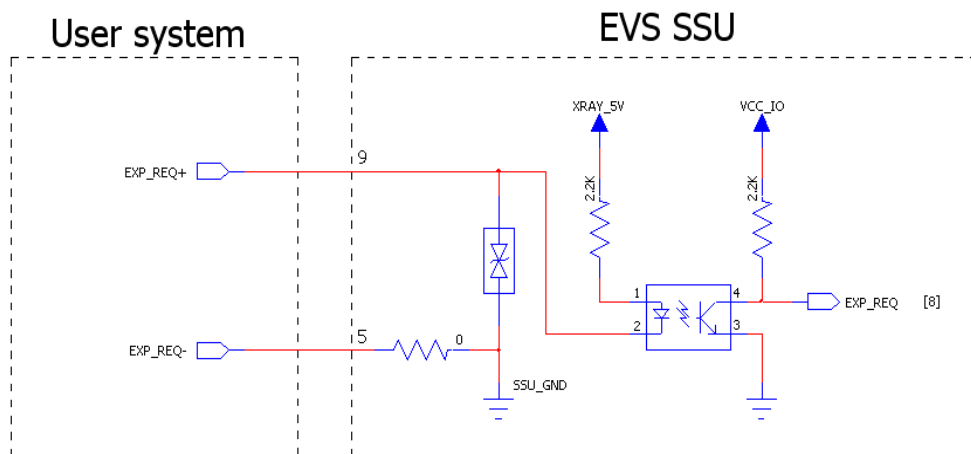 User system
EVS SSU
XRAY_5V
VCC_IO
9
EXP_REQ+
2.2K
2.2K
1
4
EXP_REQ [8]
2
3
5
0
EXP_REQ-
SSU_GND